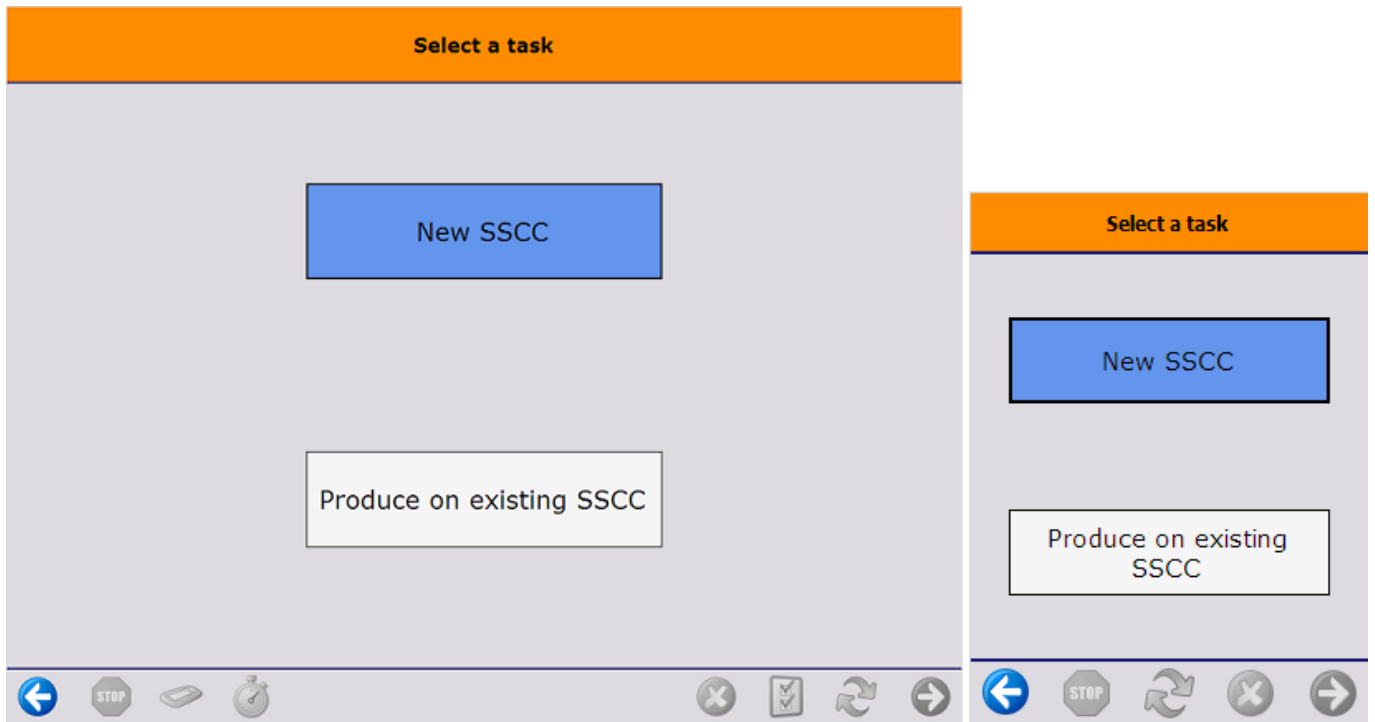 Select a task
New SSCC
Produce on existing SSCC
STOP
Select a task
New SSCC
Produce on existing
SSCC
STOP